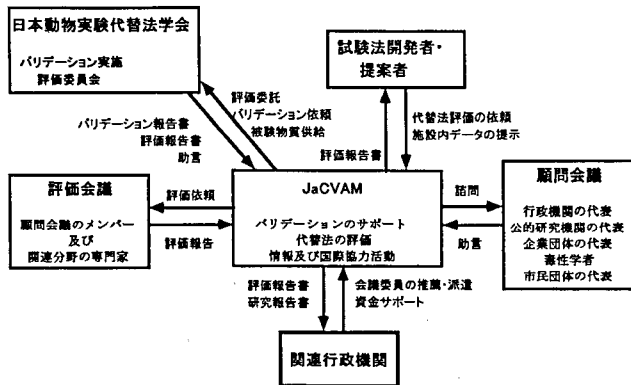 日本動物実験代替法学会
バリデーション実施
評価委員会
試験法開発者・
提案者
評価委託
バリデーション依頼
被験物質供給
バリデーション報告書
評価報告書
助言
評価報告書
代替法評価の依頼
施設内データの提示
評価会議
顧問会議のメンバー
及び
関連分野の専門家
評価依頼
評価報告
JaCVAM
バリデーションのサポート
代替法の評価
情報及び国際協力活動
諮問
助言
顧問会議
行政機関の代表
公的研究機関の代表
企業団体の代表
毒性学者
市民団体の代表
評価報告書
研究報告書
会議委員の推薦・派遣
資金サポート
関連行政機関